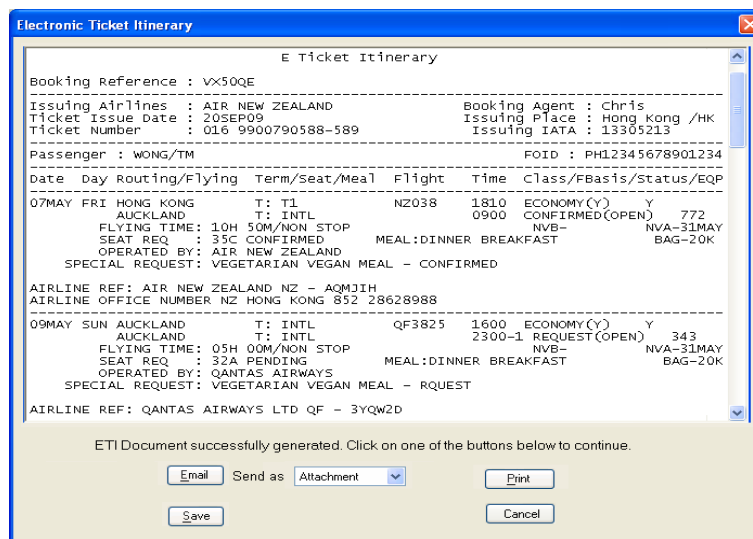 Electronic Ticket Itinerary
E Ticket Itinerary
Booking Reference : VX50QE
Issuing Airlines : AIR NEW ZEALAND Booking Agent : Chris
Ticket Issue Date : 20SEP09 Issuing Place : Hong Kong /HK
Ticket Number : 016 9900790588-589 Issuing IATA : 13305213
Passenger : WONG/TM FOID : PH12345678901234
Date Day Routing/Flying Term/Seat/Meal Flight Time Class/FBasis/Status/EQP
07MAY FRI HONG KONG T: T1 NZ038 1810 ECONOMY(Y) Y
AUCKLAND T: INTL 0900 CONFIRMED(OPEN) 772
FLYING TIME: 10H 50M/NON STOP NVB- NVA-31MAY
SEAT REQ : 35C CONFIRMED MEAL:DINNER BREAKFAST BAG-20K
OPERATED BY: AIR NEW ZEALAND
SPECIAL REQUEST: VEGETARIAN VEGAN MEAL - CONFIRMED
AIRLINE REF: AIR NEW ZEALAND NZ - AQMJIH
AIRLINE OFFICE NUMBER NZ HONG KONG 852 28628988
09MAY SUN AUCKLAND T: INTL QF3825 1600 ECONOMY(Y) Y
AUCKLAND T: INTL 2300-1 REQUEST(OPEN) 343
FLYING TIME: 05H 00M/NON STOP NVB- NVA-31MAY
SEAT REQ : 32A PENDING MEAL:DINNER BREAKFAST BAG-20K
OPERATED BY: QANTAS AIRWAYS
SPECIAL REQUEST: VEGETARIAN VEGAN MEAL - RQUEST
AIRLINE REF: QANTAS AIRWAYS LTD QF - 3YQW2D
ETI Document successfully generated. Click on one of the buttons below to continue.
Email Send as Attachment Print
Save Cancel